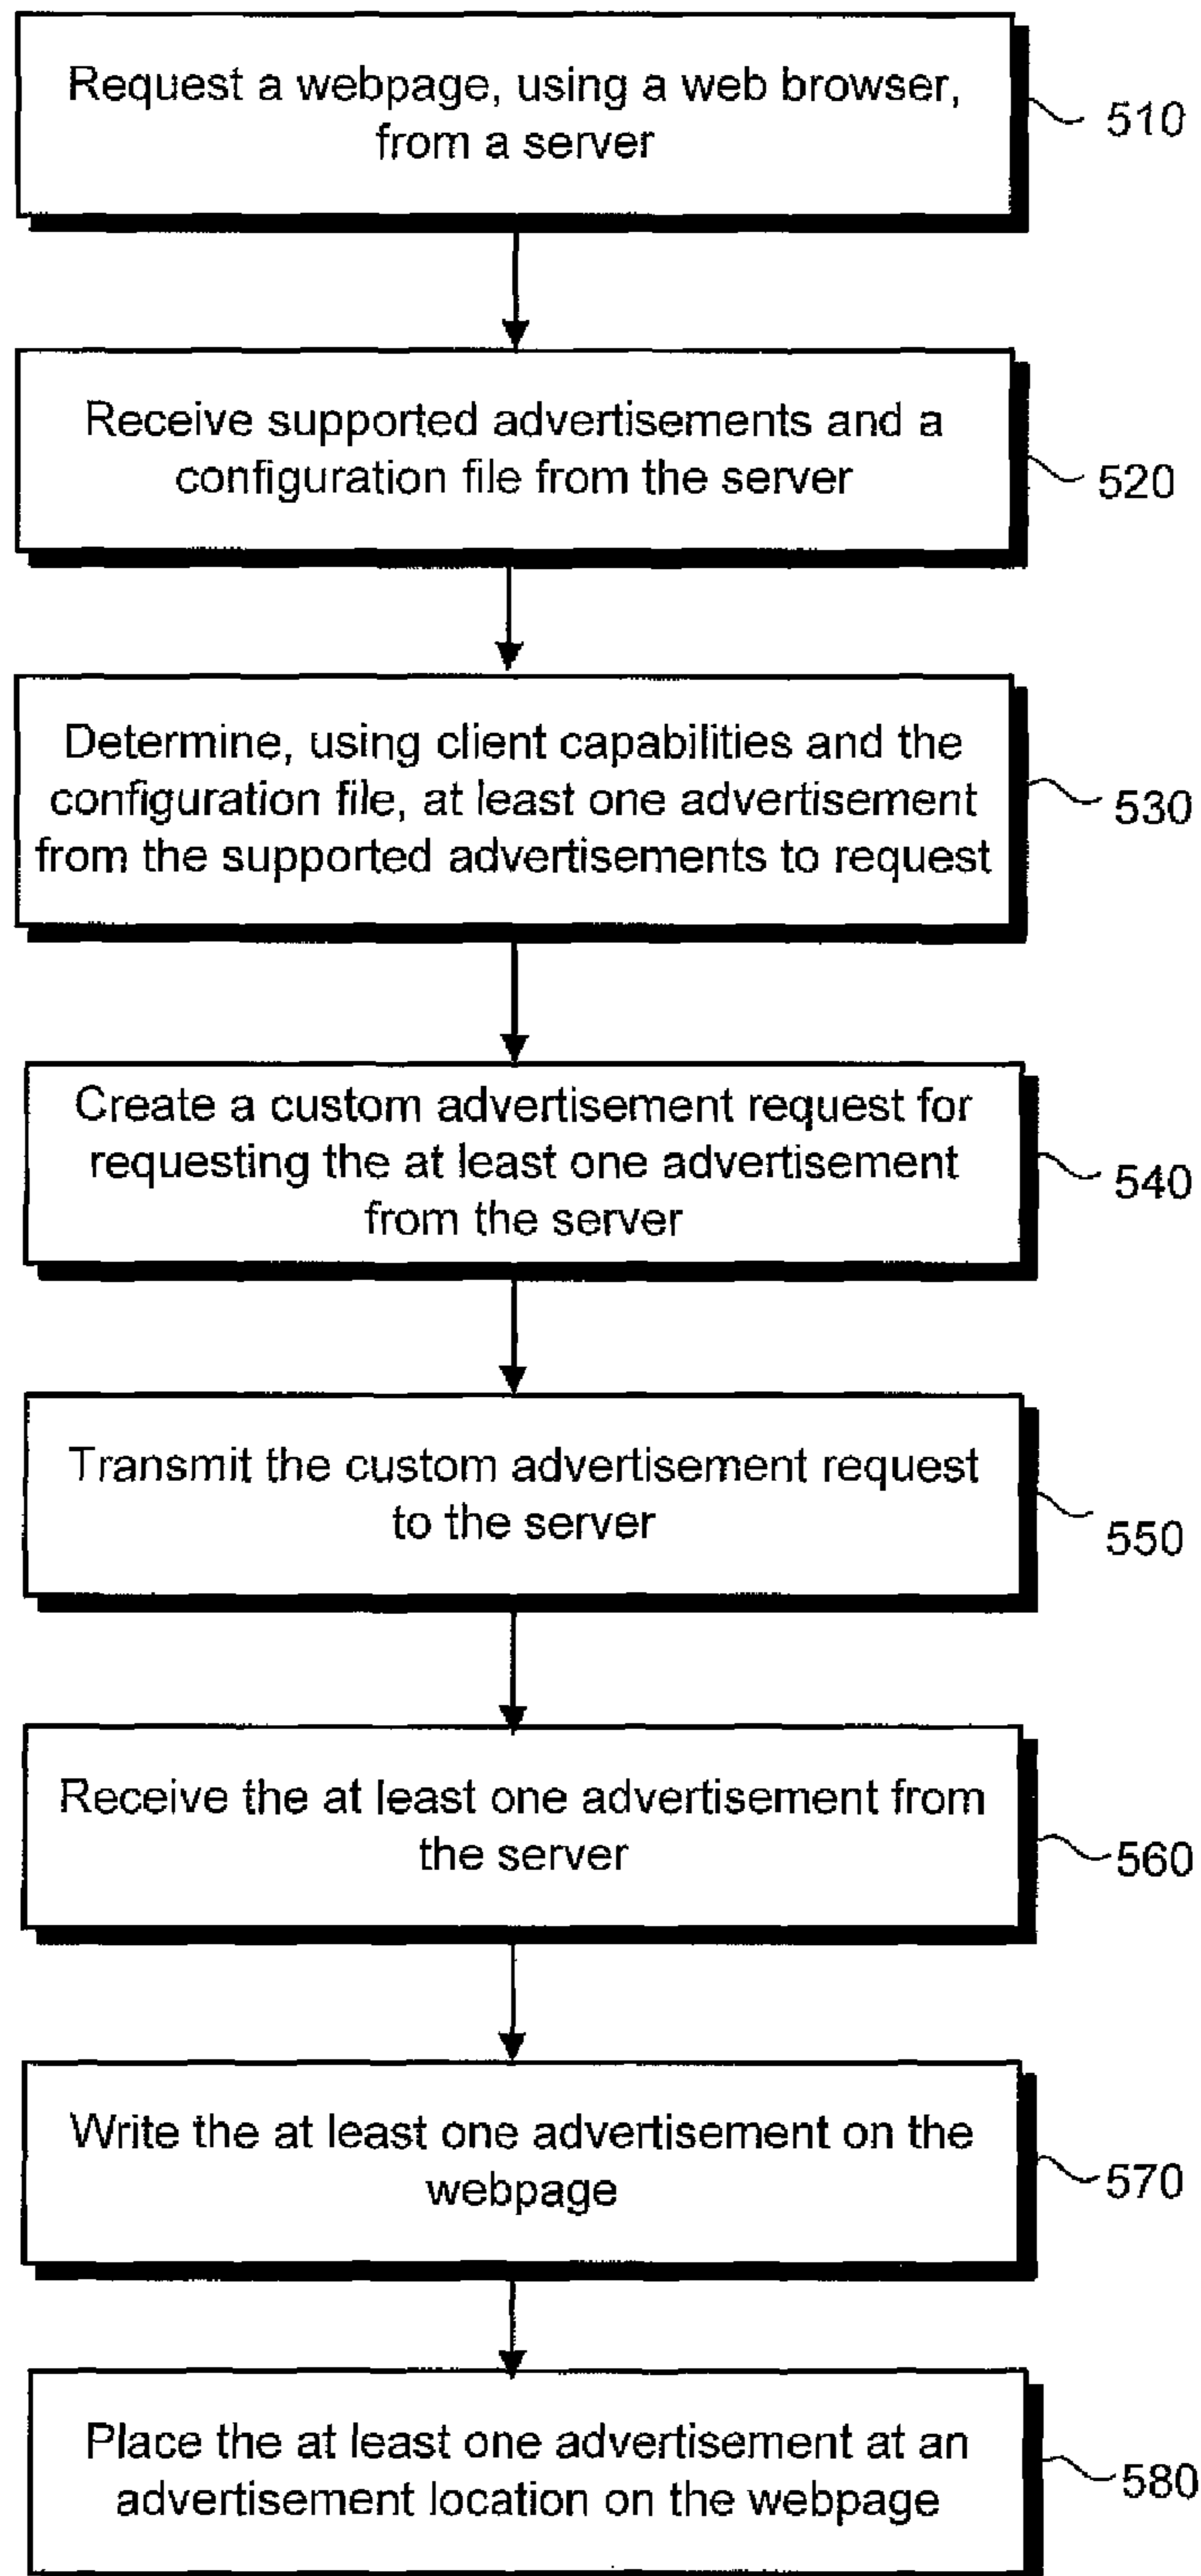 Request a webpage, using a web browser,
from a server
510
Receive supported advertisements and a
configuration file from the server
520
Determine, using client capabilities and the
configuration file, at least one advertisement
from the supported advertisements to request
530
Create a custom advertisement request for
requesting the at least one advertisement
from the server
540
Transmit the custom advertisement request
to the server
550
Receive the at least one advertisement from
the server
560
Write the at least one advertisement on the
webpage
570
Place the at least one advertisement at an
advertisement location on the webpage
580